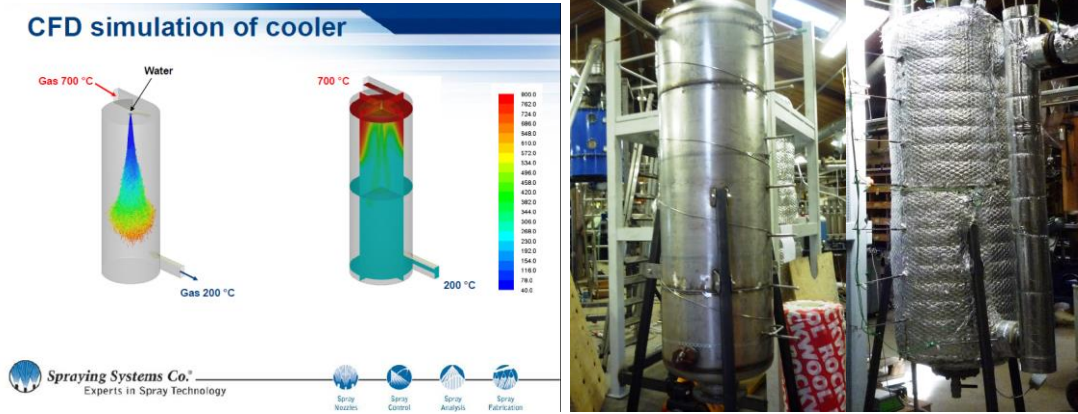 CFD simulation of cooler
Water
Gas 700 °C
Gas 200 °C
700 °C
200 °C
800.0
762.0
724.0
686.0
648.0
610.0
572.0
534.0
496.0
458.0
420.0
382.0
344.0
306.0
268.0
230.0
192.0
154.0
116.0
78.0
40.0
Spraying Systems Co.®
Experts in Spray Technology
Spray
Nozzles
Spray
Control
Spray
Analysis
Spray
Fabrication
ROCKWOOL